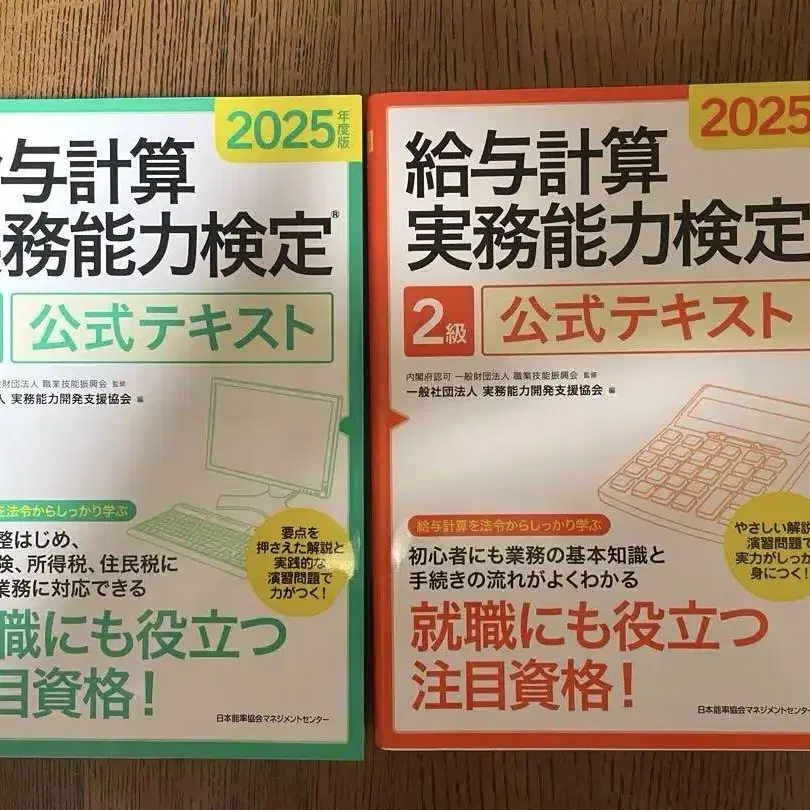 2025年度版
与計算
務能力検定®
公式テキスト
財団法人 職業技能振興会 監修
人 実務能力開発支援協会 編
を法令からしっかり学ぶ
整はじめ、
険、所得税、住民税に
業務に対応できる
要点を
押さえた解説と
実践的な
演習問題で
力がつく!
職にも役立つ
目資格!
日本能率協会マネジメントセンター
2025
給与計算
実務能力検定
2級
公式テキスト
内閣府認可 一般財団法人 職業技能振興会 監修
一般社団法人 実務能力開発支援協会 編
給与計算を法令からしっかり学ぶ
初心者にも業務の基本知識と
手続きの流れがよくわかる
やさしい解説
演習問題で
実力がしっか
身につく!
就職にも役立つ
注目資格!
日本能率協会マネジメントセンター